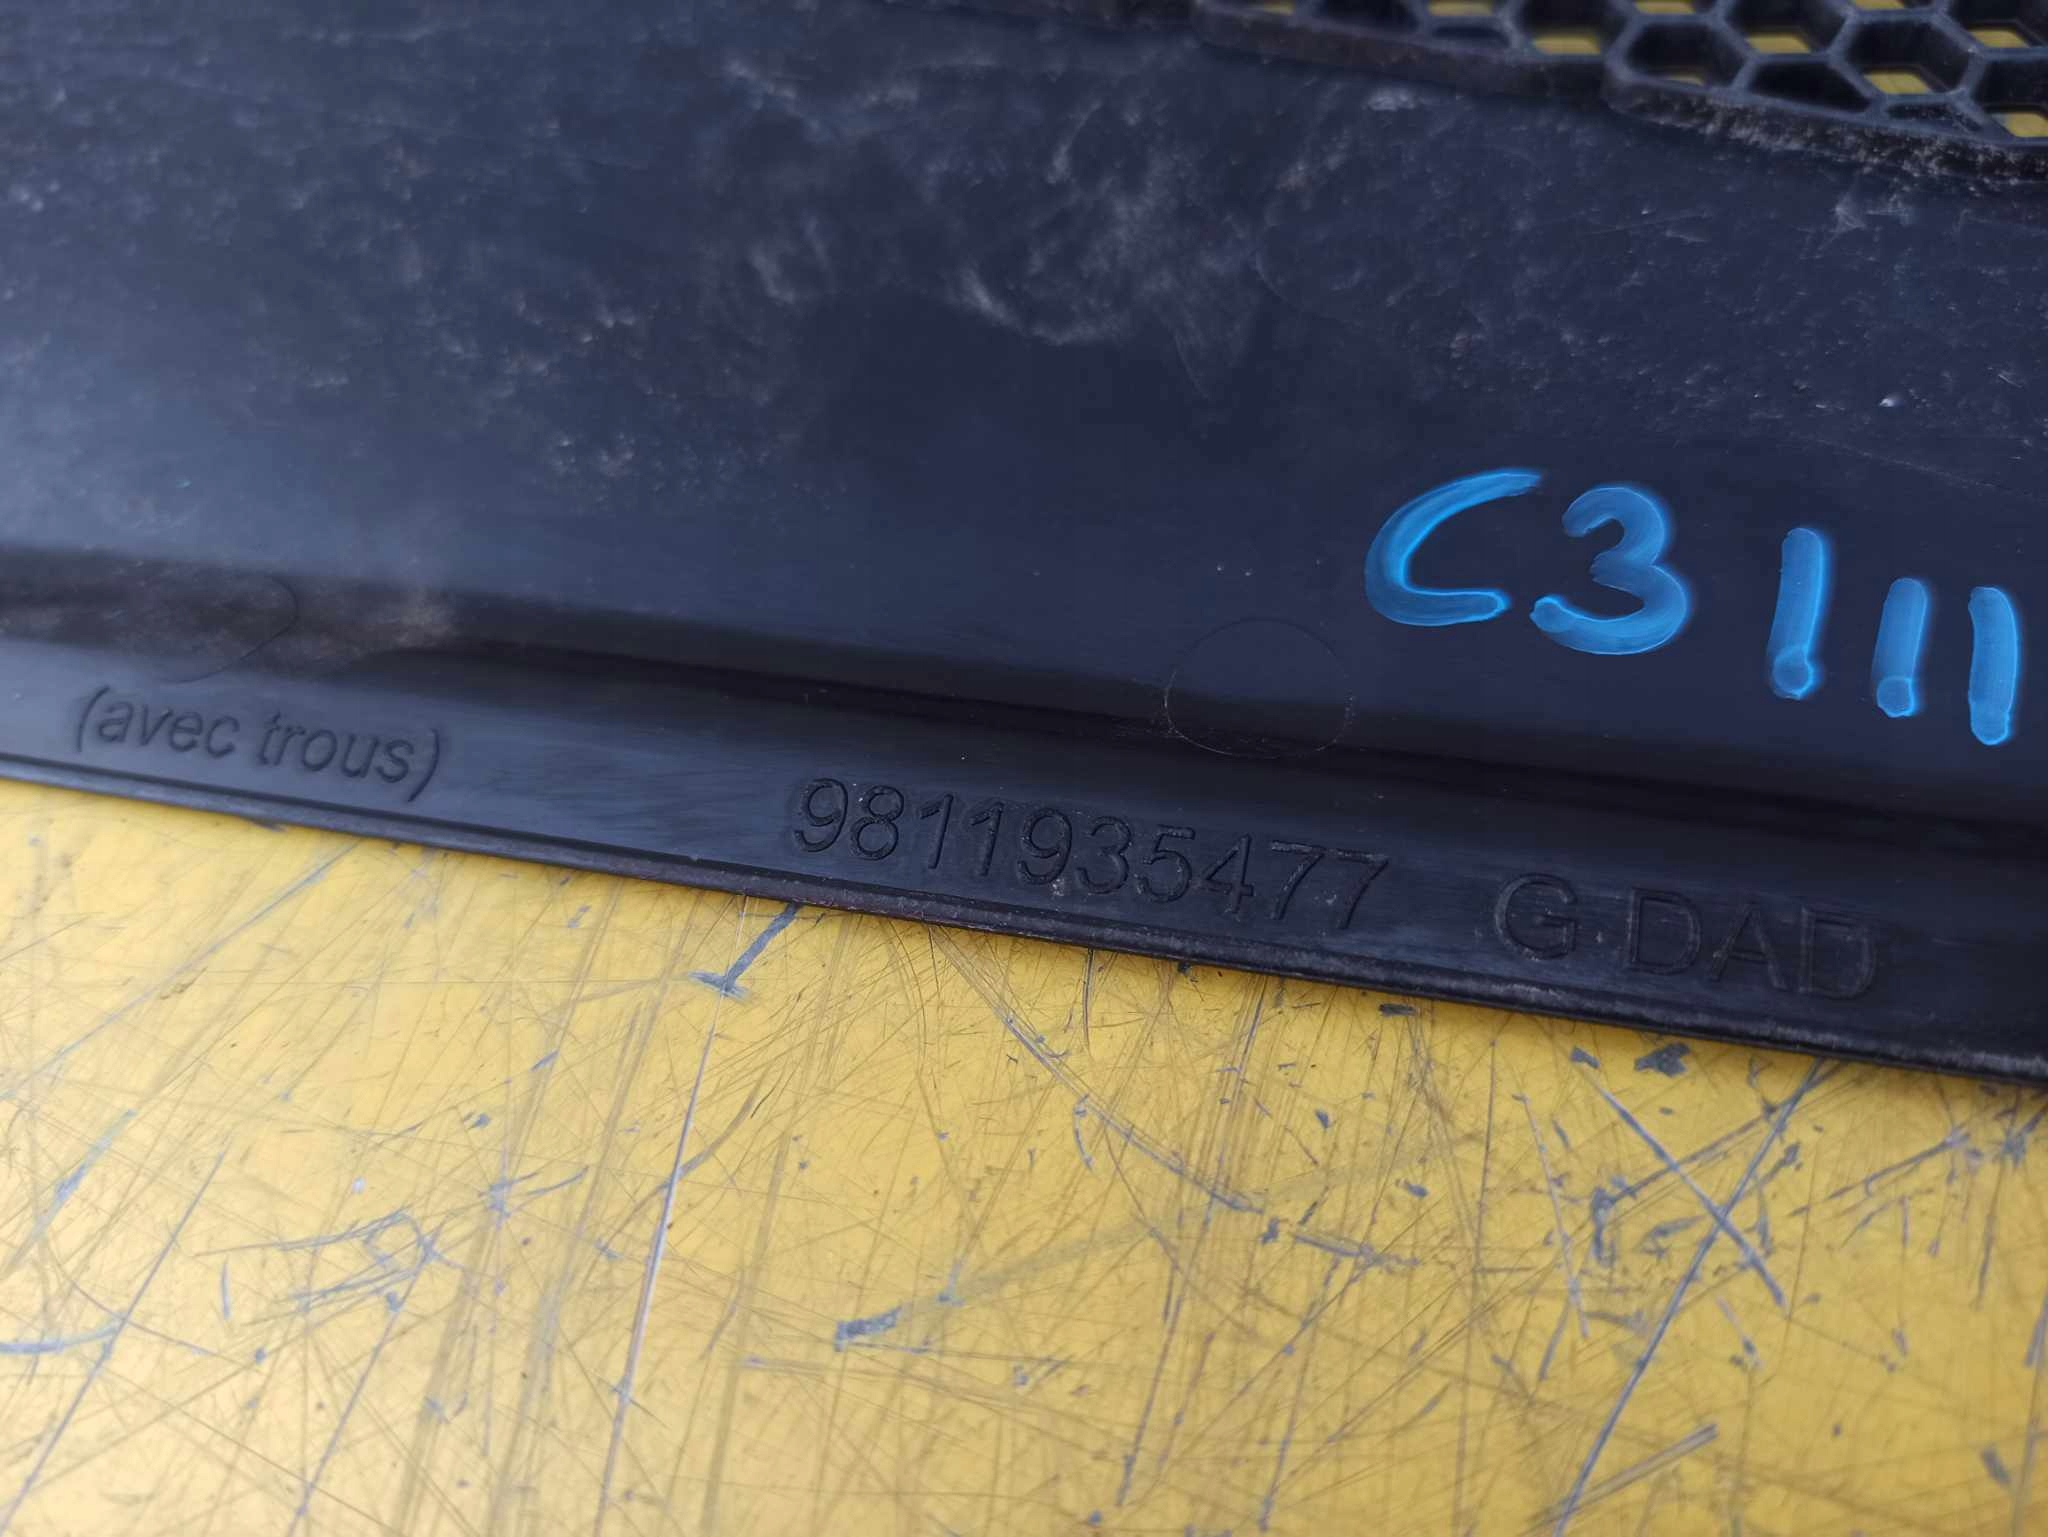 C3 III
(avec trous)
9811935477 G DAD